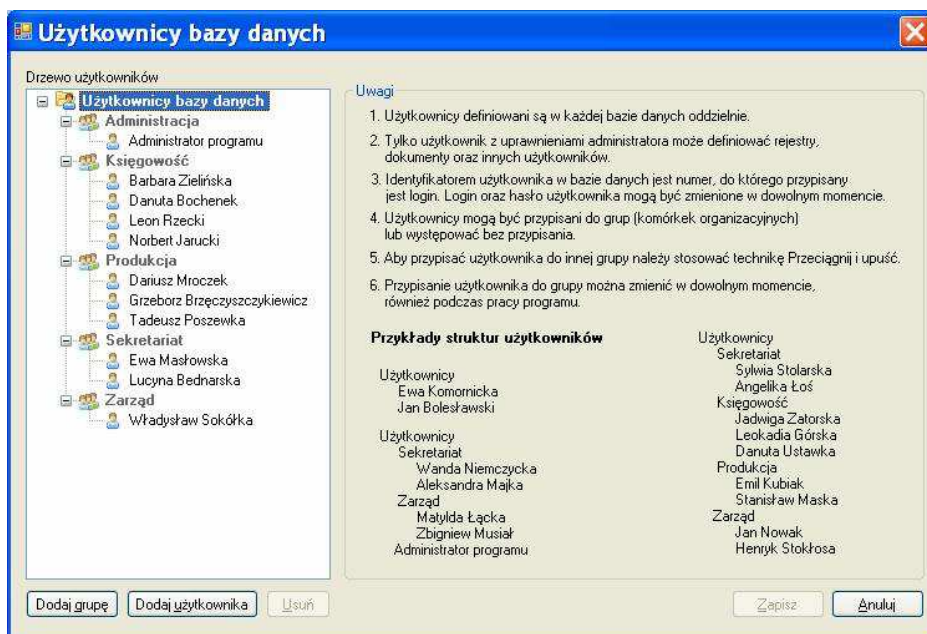 Użytkownicy bazy danych
Drzewo użytkowników
Użytkownicy bazy danych
Administracja
Administrator programu
Księgowość
Barbara Zielińska
Danuta Bochenek
Leon Rzecki
Norbert Jarucki
Produkcja
Dariusz Mroczek
Grzeborz Brzęczyszczykiewicz
Tadeusz Poszewka
Sekretariat
Ewa Masłowska
Lucyna Bednarska
Zarząd
Władysław Sokółka
Uwagi
1. Użytkownicy definiowani są w każdej bazie danych oddzielnie.
2. Tylko użytkownik z uprawnieniami administratora może definiować rejestry,
dokumenty oraz innych użytkowników.
3. Identyfikatorem użytkownika w bazie danych jest numer, do którego przypisany
jest login. Login oraz hasło użytkownika mogą być zmienione w dowolnym momencie.
4. Użytkownicy mogą być przypisani do grup (komórkek organizacyjnych)
lub występować bez przypisania.
5. Aby przypisać użytkownika do innej grupy należy stosować technikę Przeciągnij i upuść.
6. Przypisanie użytkownika do grupy można zmienić w dowolnym momencie,
również podczas pracy programu.
Przykłady struktur użytkowników
Użytkownicy
Ewa Komornicka
Jan Bolesławski
Użytkownicy
Sekretariat
Wanda Niemczycka
Aleksandra Majka
Zarząd
Matylda Łącka
Zbigniew Musiał
Administrator programu
Użytkownicy
Sekretariat
Sylwia Stolarska
Angelika Łoś
Księgowość
Jadwiga Zatorska
Leokadia Górska
Danuta Ustawka
Produkcja
Emil Kubiak
Stanisław Maska
Zarząd
Jan Nowak
Henryk Stokłosa
Dodaj grupę
Dodaj użytkownika
Usuń
Zapisz
Anuluj